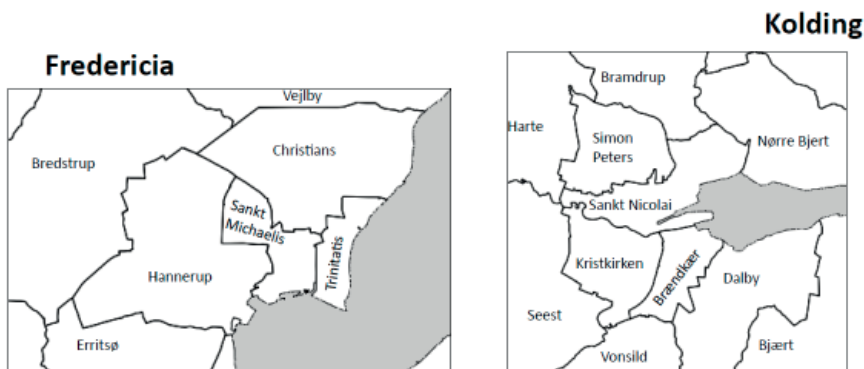 Fredericia
Vejlby
Christians
Bredstrup
Sankt
Michaelis
Trinitatis
Hannerup
Erritsø
Kolding
Bramdrup
Harte
Simon
Peters
Nørre Bjert
Sankt Nicolai
Kristkirken
Brændkær
Dalby
Seest
Vonsild
Bjært